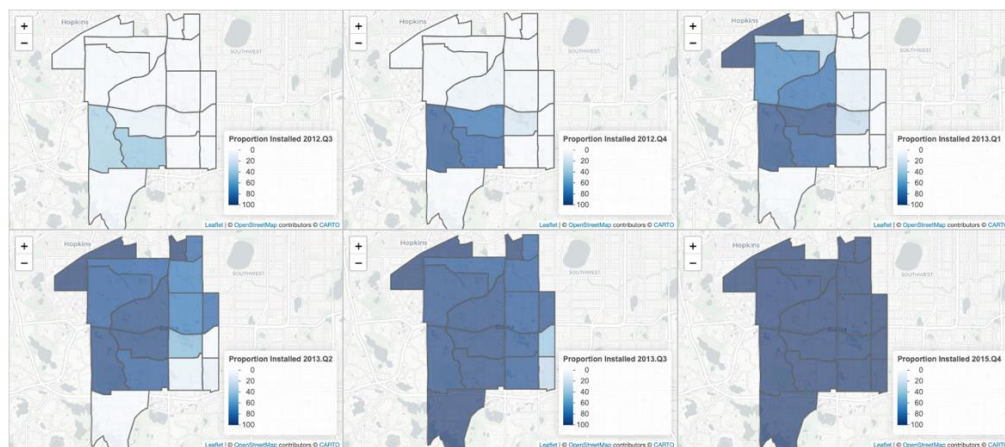 +
−
Hopkins
SOUTHWEST
Proportion Installed 2012.Q3
0
20
40
60
80
100
Leaflet | © OpenStreetMap contributors © CARTO
+
−
Hopkins
SOUTHWEST
Proportion Installed 2012.Q4
0
20
40
60
80
100
Leaflet | © OpenStreetMap contributors © CARTO
+
−
Hopkins
SOUTHWEST
Proportion Installed 2013.Q1
0
20
40
60
80
100
Leaflet | © OpenStreetMap contributors © CARTO
+
−
Hopkins
SOUTHWEST
Proportion Installed 2013.Q2
0
20
40
60
80
100
Leaflet | © OpenStreetMap contributors © CARTO
+
−
Hopkins
SOUTHWEST
Proportion Installed 2013.Q3
0
20
40
60
80
100
Leaflet | © OpenStreetMap contributors © CARTO
+
−
Hopkins
SOUTHWEST
Proportion Installed 2015.Q4
0
20
40
60
80
100
Leaflet | © OpenStreetMap contributors © CARTO